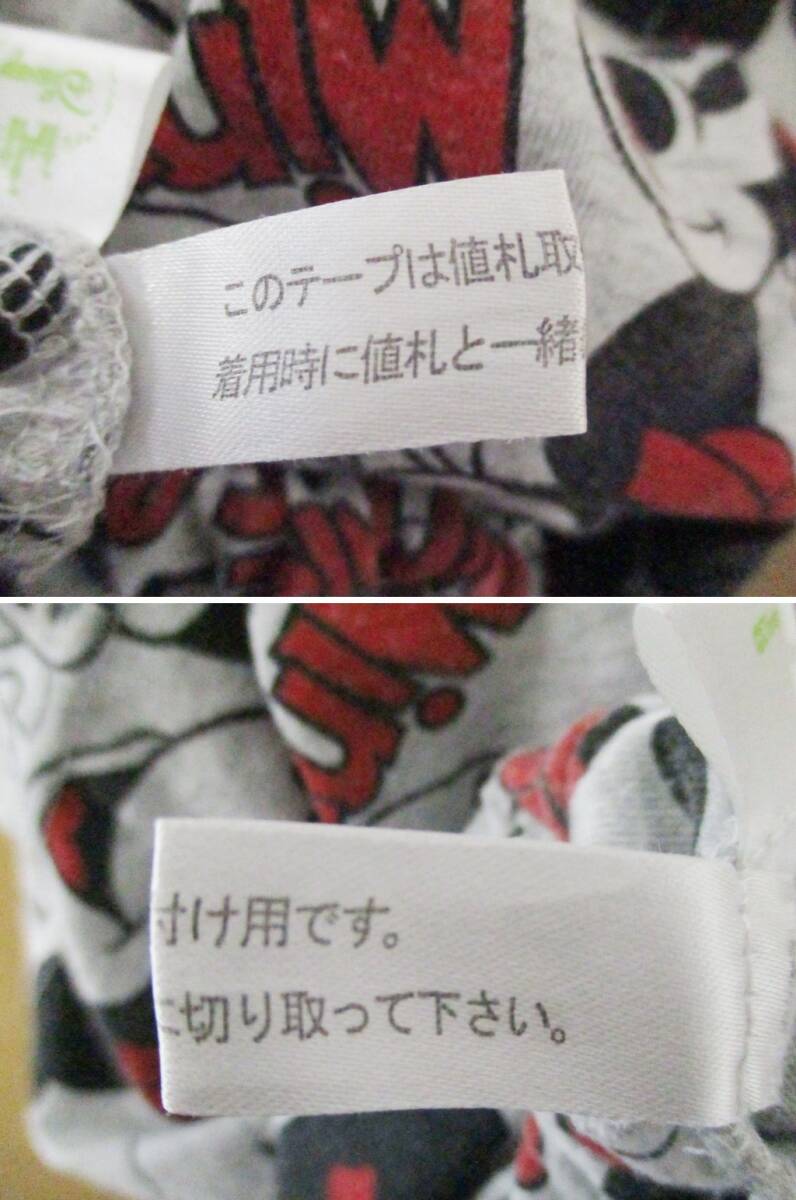 このテープは値札取
着用時に値札と一緒
付け用です。
に切り取って下さい。